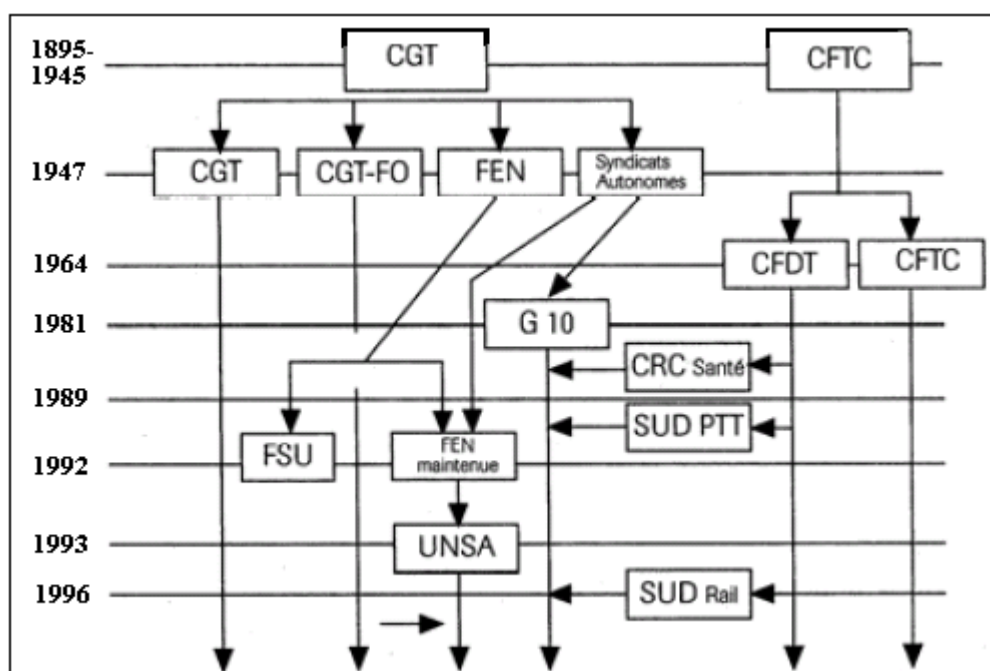 1895-
1945
CGT
CFTC
1947
CGT
CGT-FO
FEN
Syndicats
Autonomes
1964
CFDT
CFTC
1981
G 10
CRC Santé
1989
SUD PTT
1992
FSU
FEN
maintenue
1993
UNSA
1996
SUD Rail